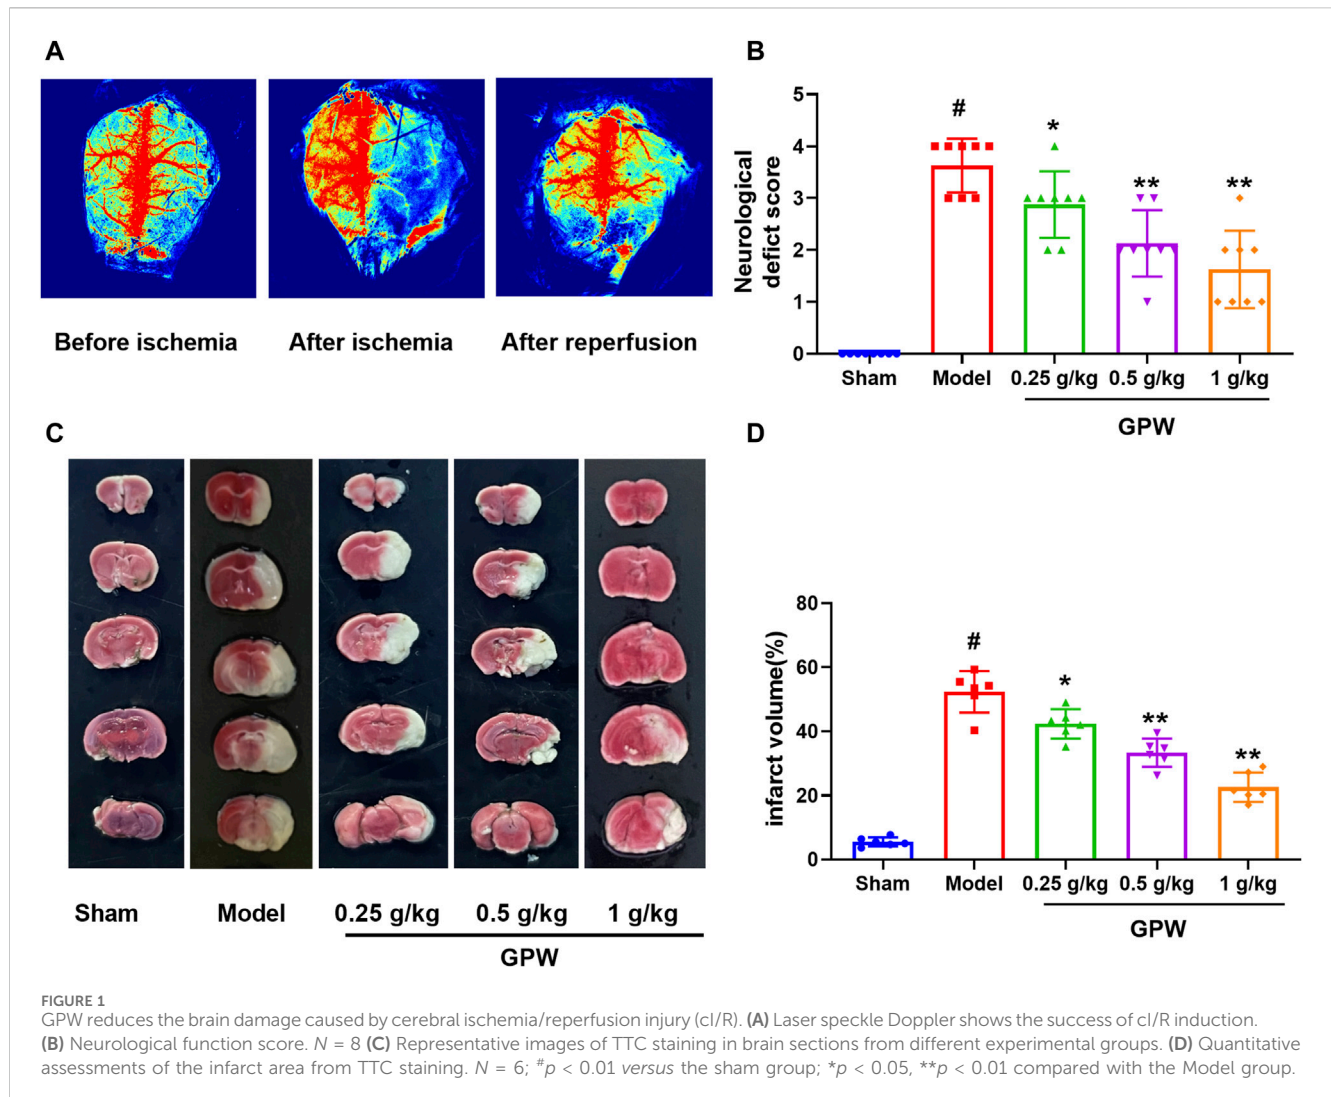 A
Before ischemia
After ischemia
After reperfusion
B
Neurological
defict score
5
4
3
2
1
0
#
*
**
**
Sham
Model
0.25 g/kg
0.5 g/kg
1 g/kg
GPW
C
Sham
Model
0.25 g/kg
0.5 g/kg
1 g/kg
GPW
D
infarct volume(%)
80
60
40
20
0
#
*
**
**
Sham
Model
0.25 g/kg
0.5 g/kg
1 g/kg
GPW
FIGURE 1
GPW reduces the brain damage caused by cerebral ischemia/reperfusion injury (cI/R). (A) Laser speckle Doppler shows the success of cI/R induction.
(B) Neurological function score. N = 8 (C) Representative images of TTC staining in brain sections from different experimental groups. (D) Quantitative
assessments of the infarct area from TTC staining. N = 6; #p < 0.01 versus the sham group; *p < 0.05, **p < 0.01 compared with the Model group.